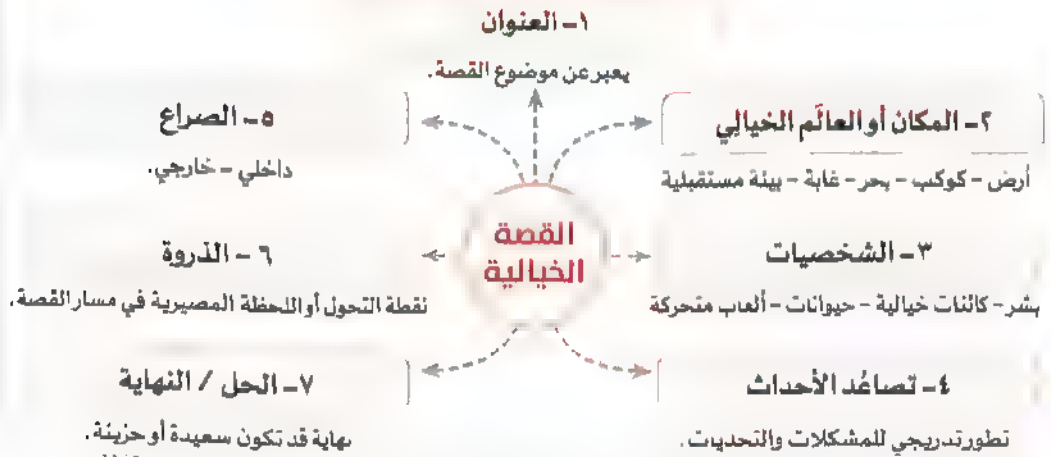 ١- العنوان
يعبر عن موضوع القصة.
٢- المكان أو العالَم الخيالي
أرض - كوكب - بحر - غابة - بيئة مستقبلية
٣- الشخصيات
بشر - كائنات خيالية - حيوانات - ألعاب متحركة
٤- تصاعُد الأحداث
تطور تدريجي للمشكلات والتحديات.
٥- الصراع
داخلي - خارجي.
٦- الذروة
نقطة التحول أو اللحظة المصيرية في مسار القصة.
٧- الحل / النهاية
نهاية قد تكون سعيدة أو حزينة.
القصة
الخيالية